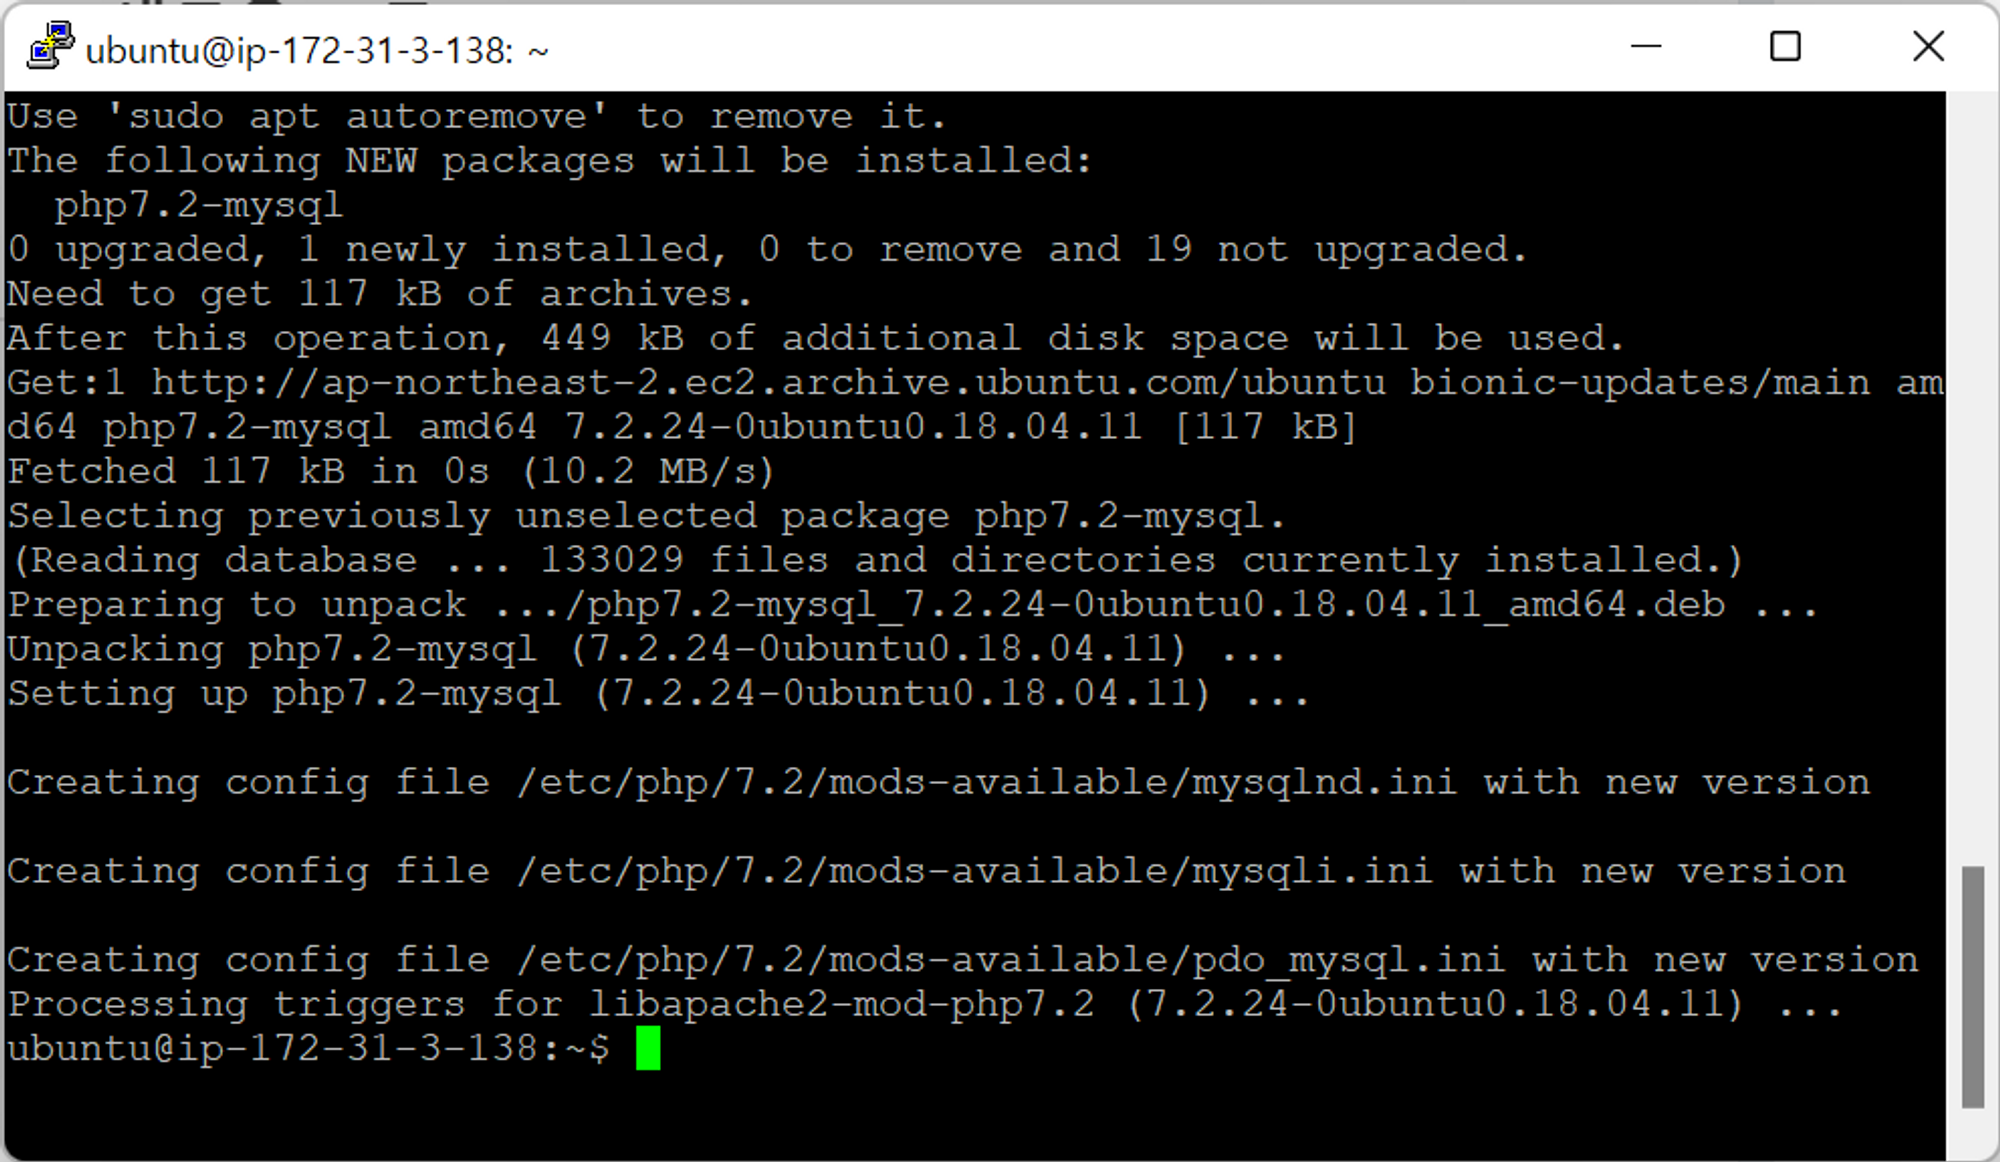 ubuntu@ip-172-31-3-138: ~
Use 'sudo apt autoremove' to remove it.
The following NEW packages will be installed:
  php7.2-mysql
0 upgraded, 1 newly installed, 0 to remove and 19 not upgraded.
Need to get 117 kB of archives.
After this operation, 449 kB of additional disk space will be used.
Get:1 http://ap-northeast-2.ec2.archive.ubuntu.com/ubuntu bionic-updates/main am
d64 php7.2-mysql amd64 7.2.24-0ubuntu0.18.04.11 [117 kB]
Fetched 117 kB in 0s (10.2 MB/s)
Selecting previously unselected package php7.2-mysql.
(Reading database ... 133029 files and directories currently installed.)
Preparing to unpack .../php7.2-mysql_7.2.24-0ubuntu0.18.04.11_amd64.deb ...
Unpacking php7.2-mysql (7.2.24-0ubuntu0.18.04.11) ...
Setting up php7.2-mysql (7.2.24-0ubuntu0.18.04.11) ...
Creating config file /etc/php/7.2/mods-available/mysqlnd.ini with new version
Creating config file /etc/php/7.2/mods-available/mysqli.ini with new version
Creating config file /etc/php/7.2/mods-available/pdo_mysql.ini with new version
Processing triggers for libapache2-mod-php7.2 (7.2.24-0ubuntu0.18.04.11) ...
ubuntu@ip-172-31-3-138:~$